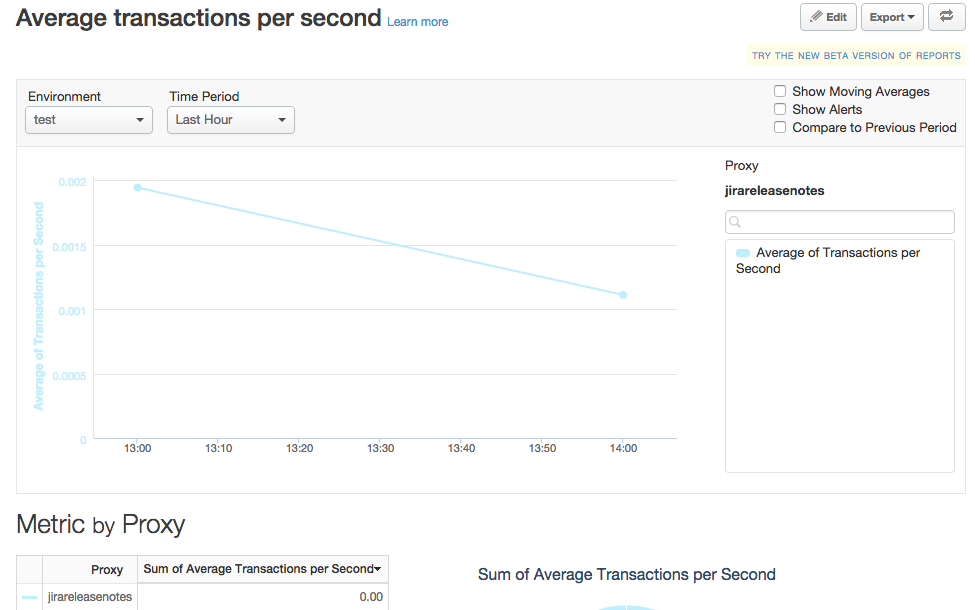 Average transactions per second Learn more
Edit Export
TRY THE NEW BETA VERSION OF REPORTS
Environment Time Period
test Last Hour
Show Moving Averages
Show Alerts
Compare to Previous Period
Proxy
jirareleasenotes
Average of Transactions per
Second
Average of Transactions per Second
0.002
0.0015
0.001
0.0005
0
13:00 13:10 13:20 13:30 13:40 13:50 14:00
Metric by Proxy
Proxy Sum of Average Transactions per Second
jirareleasenotes 0.00
Sum of Average Transactions per Second